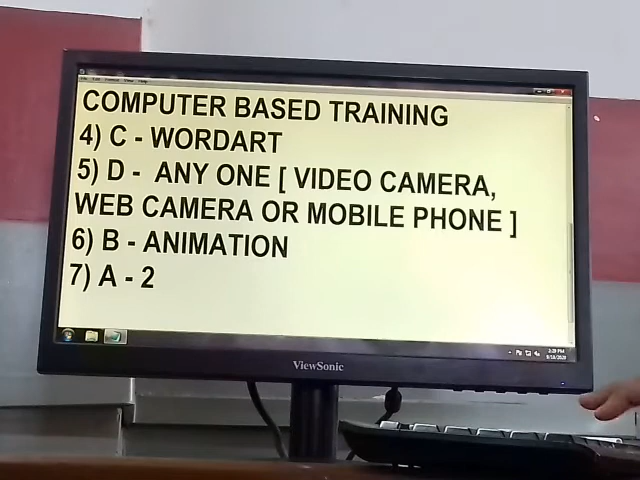 COMPUTER BASED TRAINING
4) C - WORDART
5) D -  ANY ONE [ VIDEO CAMERA,
WEB CAMERA OR MOBILE PHONE ]
6) B - ANIMATION
7) A - 2
ViewSonic